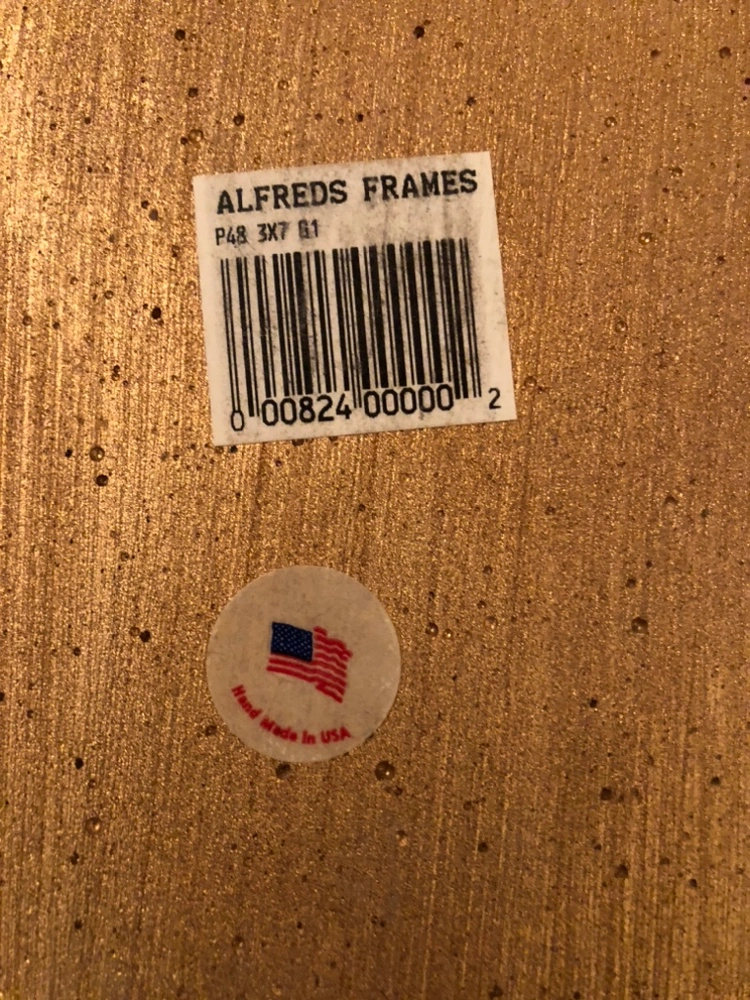 ALFREDS FRAMES
P48 3X7 G1
0 00824 00000 2
Hand Made in USA